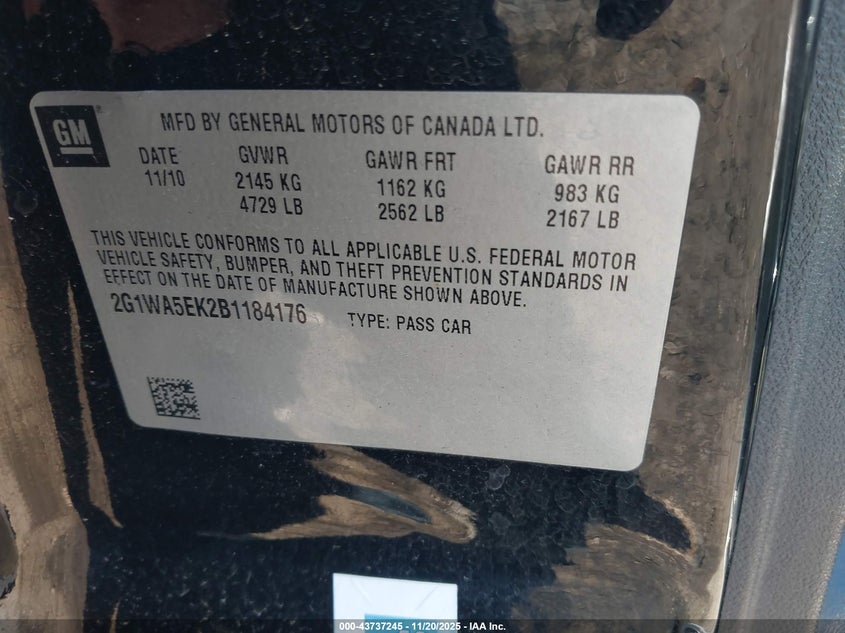 GM
MFD BY GENERAL MOTORS OF CANADA LTD.
DATE GVWR GAWR FRT GAWR RR
11/10 2145 KG 1162 KG 983 KG
4729 LB 2562 LB 2167 LB
THIS VEHICLE CONFORMS TO ALL APPLICABLE U.S. FEDERAL MOTOR
VEHICLE SAFETY, BUMPER, AND THEFT PREVENTION STANDARDS IN
EFFECT ON THE DATE OF MANUFACTURE SHOWN ABOVE.
2G1WA5EK2B1184176 TYPE: PASS CAR
000-43737245 - 11/20/2025 - IAA Inc.